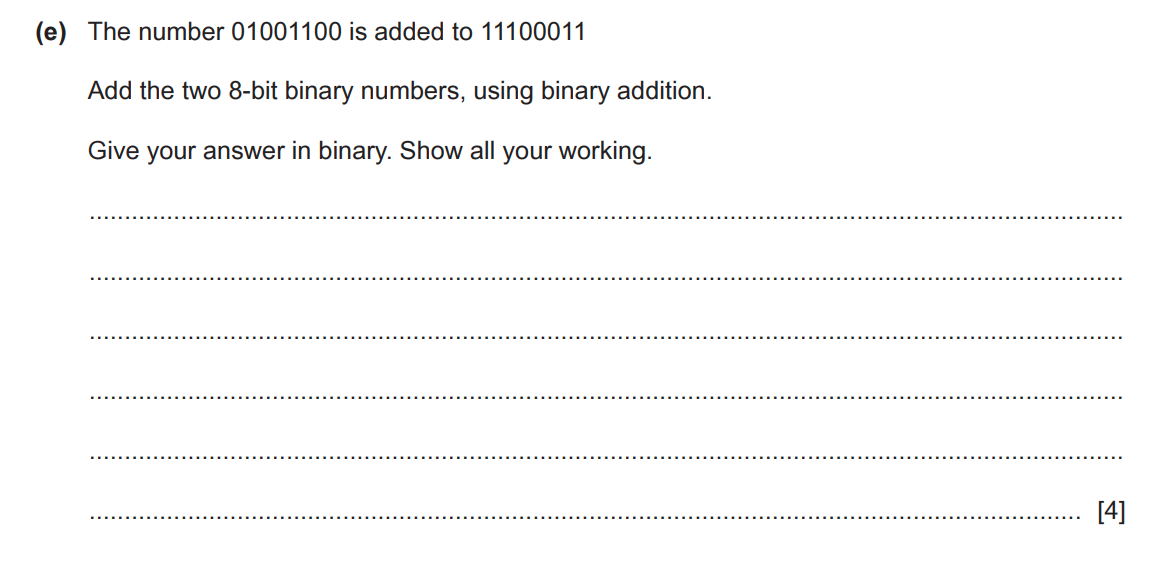 (e) The number 01001100 is added to 11100011
Add the two 8-bit binary numbers, using binary addition.
Give your answer in binary. Show all your working.
[4]